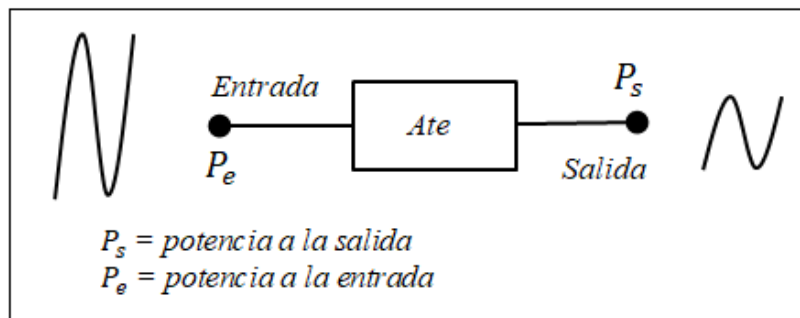 Entrada
P_e
Ate
P_s
Salida
P_s = potencia a la salida
P_e = potencia a la entrada